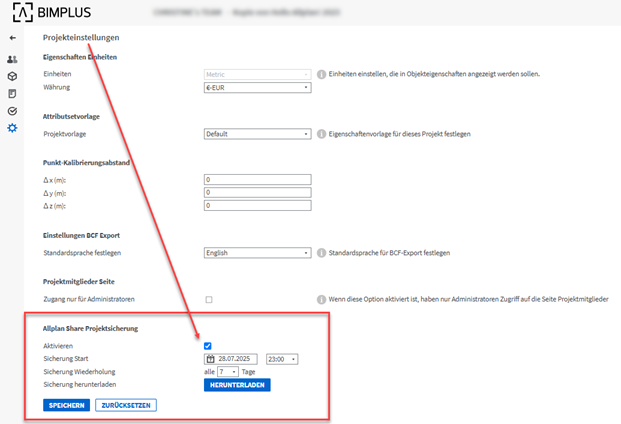 BIMPLUS
Projekteinstellungen
Eigenschaften Einheiten
Einheiten Metric Einheiten einstellen, die in Objekteigenschaften angezeigt werden sollen.
Währung €-EUR
Attributsetvorlage
Projektvorlage Default Eigenschaftenvorlage für dieses Projekt festlegen
Punkt-Kalibrierungsabstand
Δ x (m): 0
Δ y (m): 0
Δ z (m): 0
Einstellungen BCF Export
Standardsprache festlegen English Standardsprache für BCF-Export festlegen
Projektmitglieder Seite
Zugang nur für Administratoren Wenn diese Option aktiviert ist, haben nur Administratoren Zugriff auf die Seite Projektmitglieder
Allplan Share Projektsicherung
Aktivieren
Sicherung Start 28.07.2025 23:00
Sicherung Wiederholung alle 7 Tage
Sicherung herunterladen HERUNTERLADEN
SPEICHERN ZURÜCKSETZEN